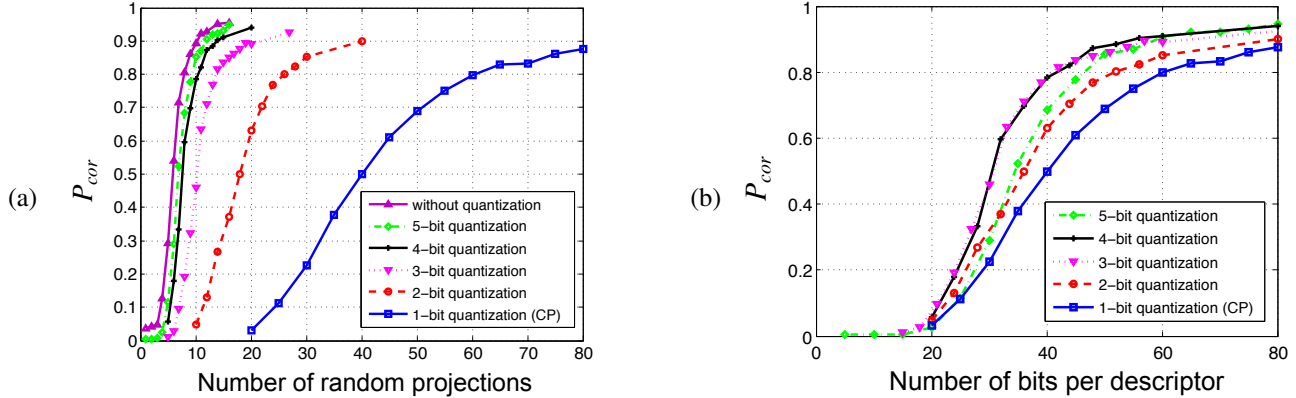 (a)
P_cor
1
0.9
0.8
0.7
0.6
0.5
0.4
0.3
0.2
0.1
0
without quantization
5-bit quantization
4-bit quantization
3-bit quantization
2-bit quantization
1-bit quantization (CP)
0 10 20 30 40 50 60 70 80
Number of random projections
(b)
P_cor
1
0.8
0.6
0.4
0.2
0
5-bit quantization
4-bit quantization
3-bit quantization
2-bit quantization
1-bit quantization (CP)
0 20 40 60 80
Number of bits per descriptor